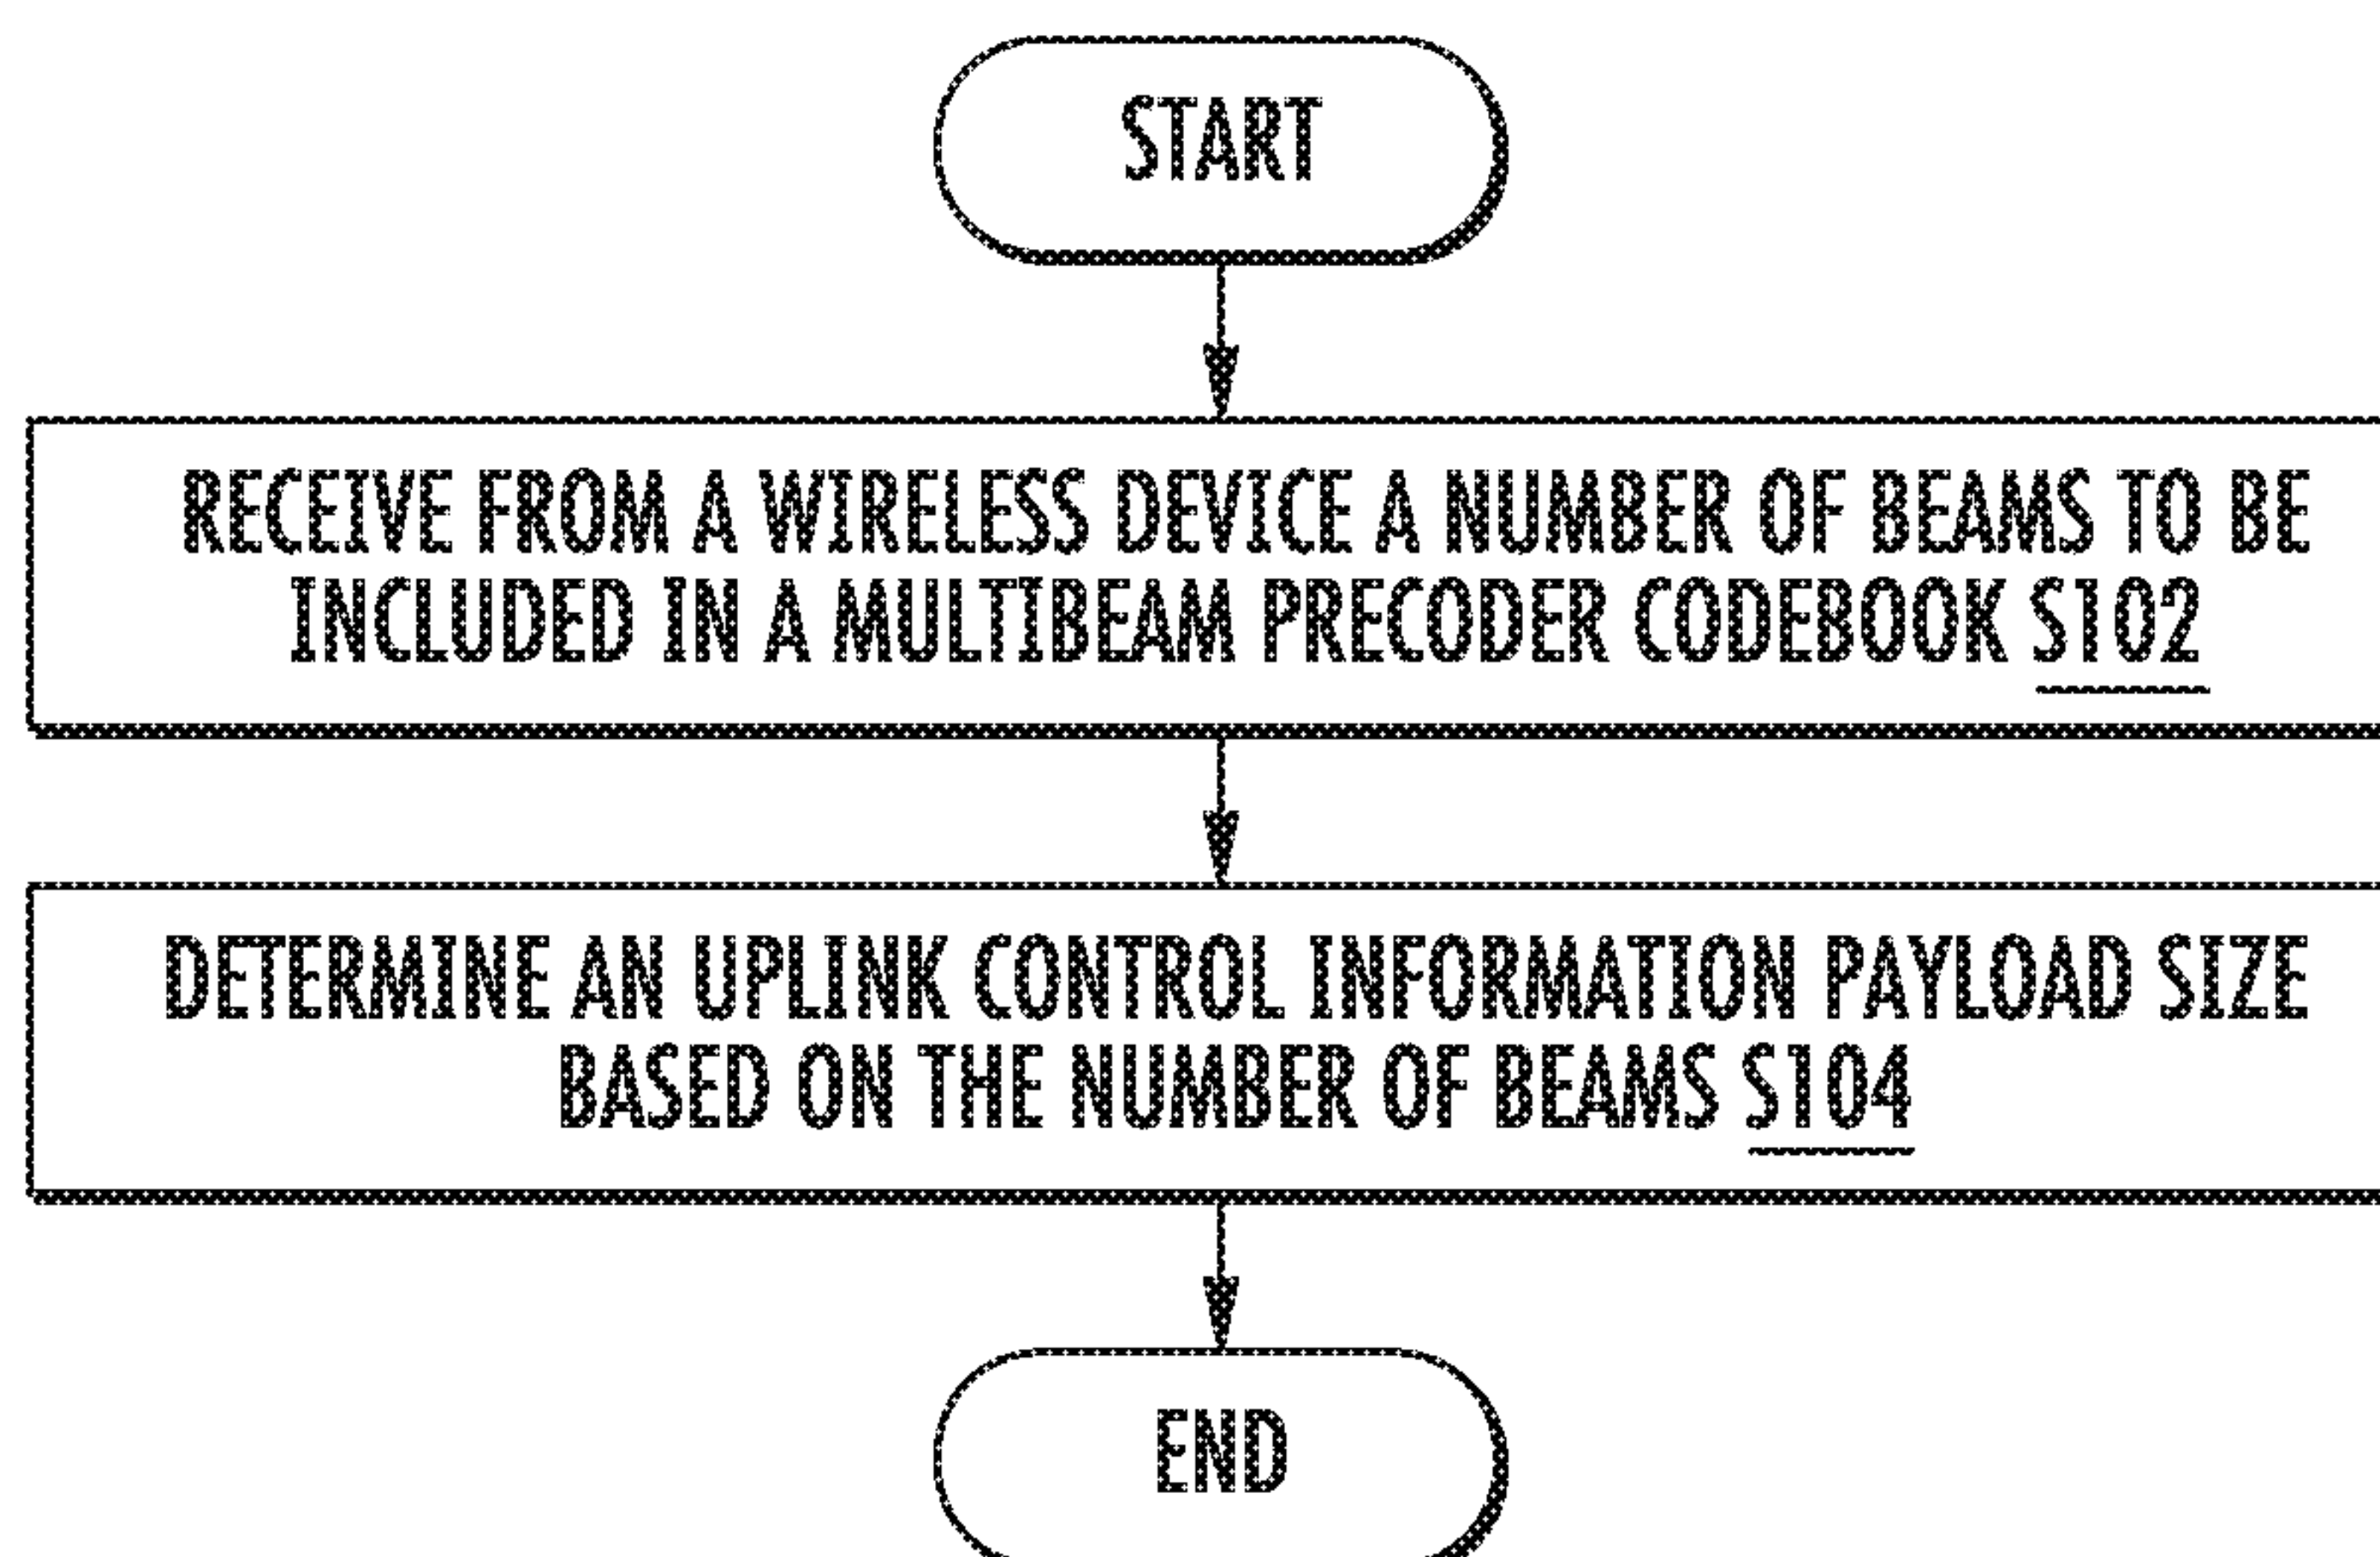 START
RECEIVE FROM A WIRELESS DEVICE A NUMBER OF BEAMS TO BE
INCLUDED IN A MULTIBEAM PRECODER CODEBOOK S102
DETERMINE AN UPLINK CONTROL INFORMATION PAYLOAD SIZE
BASED ON THE NUMBER OF BEAMS S104
END